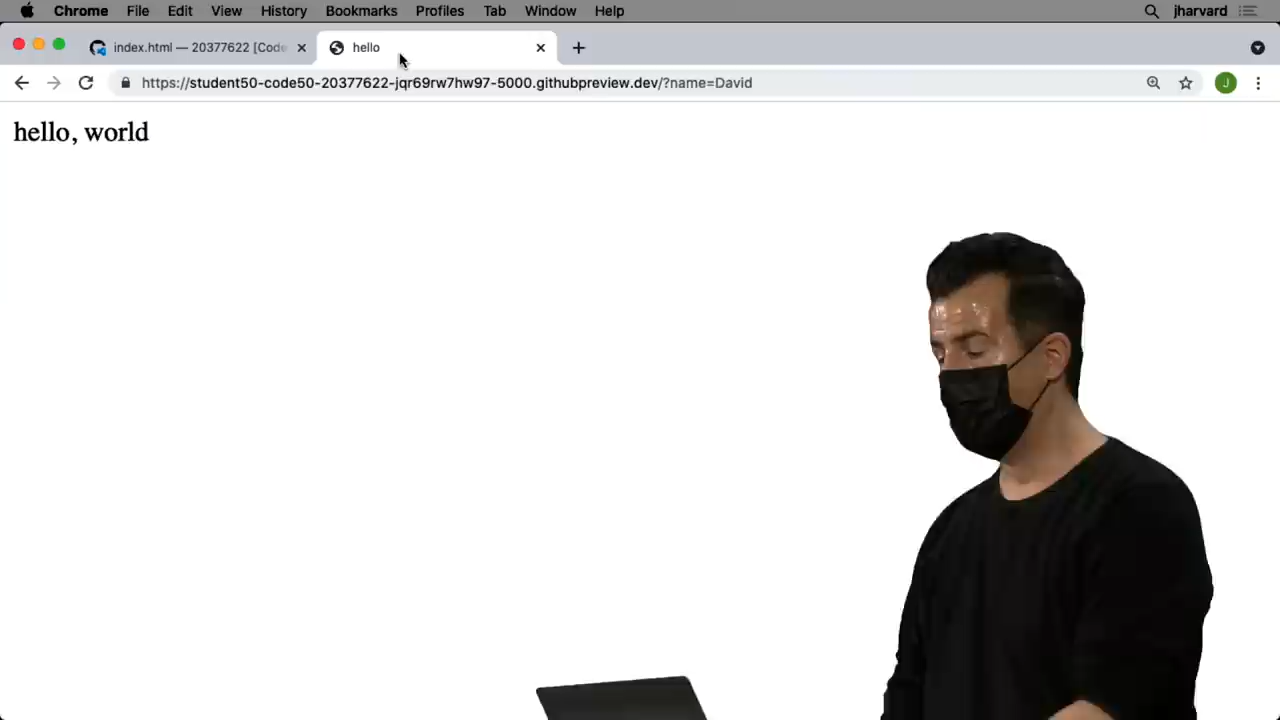 Chrome File Edit View History Bookmarks Profiles Tab Window Help jharvard
index.html — 20377622 [Code hello
https://student50-code50-20377622-jqr69rw7hw97-5000.githubpreview.dev/?name=David J
hello, world